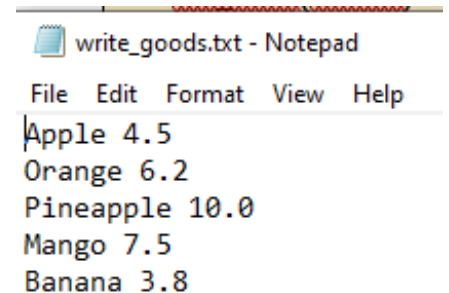 write_goods.txt - Notepad
File Edit Format View Help
Apple 4.5
Orange 6.2
Pineapple 10.0
Mango 7.5
Banana 3.8